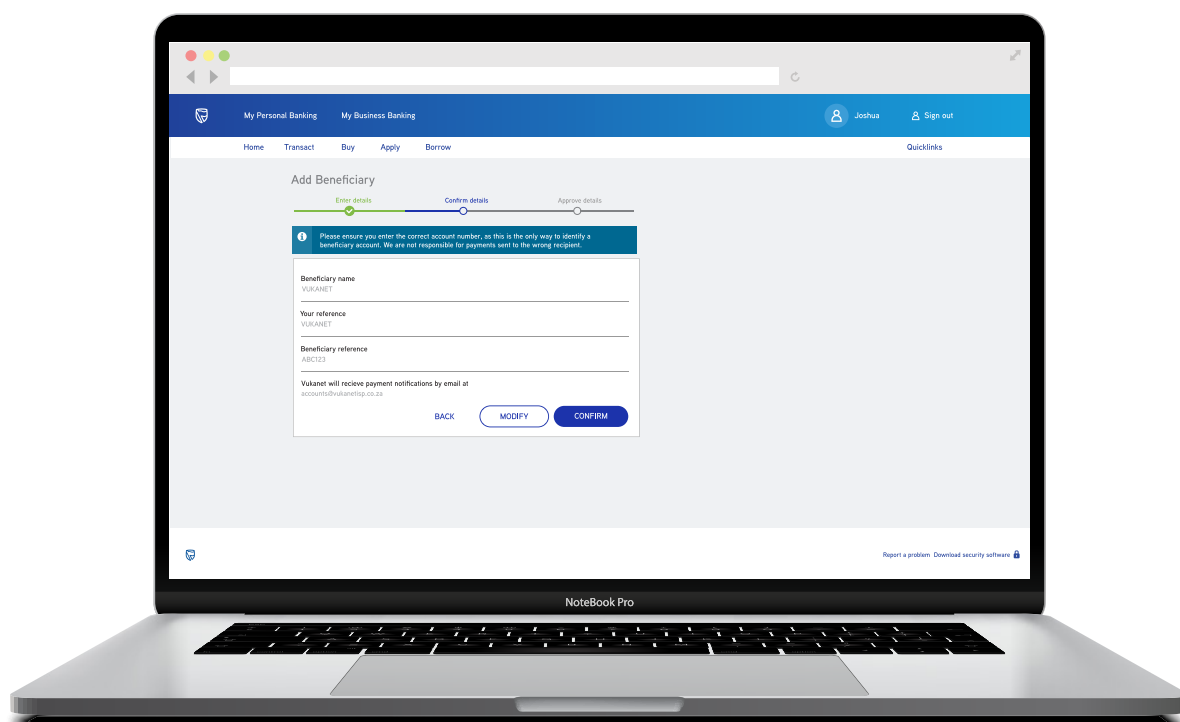 My Personal Banking My Business Banking Joshua Sign out
Home Transact Buy Apply Borrow Quicklinks
Add Beneficiary
Enter details Confirm details Approve details
Please ensure you enter the correct account number, as this is the only way to identify a
beneficiary account. We are not responsible for payments sent to the wrong recipient.
Beneficiary name
VUKANET
Your reference
VUKANET
Beneficiary reference
ABC123
Vukanet will recieve payment notifications by email at
accounts@vukanetisp.co.za
BACK MODIFY CONFIRM
Report a problem Download security software
NoteBook Pro